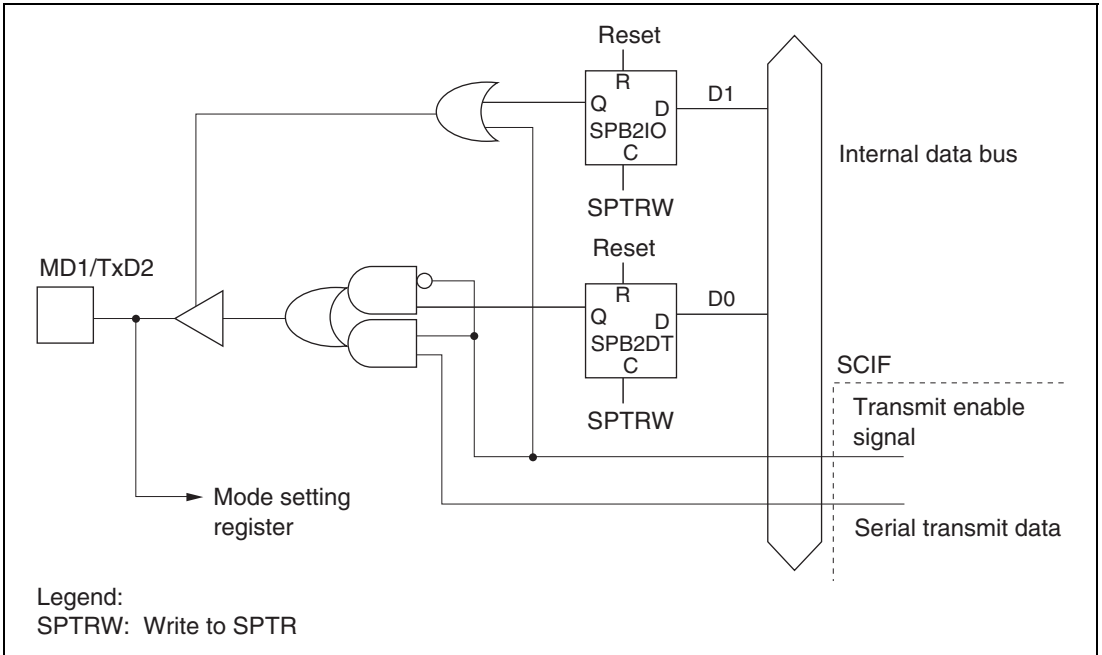 Reset
R
Q
D
D1
SPB2IO
C
SPTRW
Internal data bus
Reset
MD1/TxD2
R
Q
D
D0
SPB2DT
C
SPTRW
SCIF
Transmit enable
signal
Mode setting
register
Serial transmit data
Legend:
SPTRW: Write to SPTR